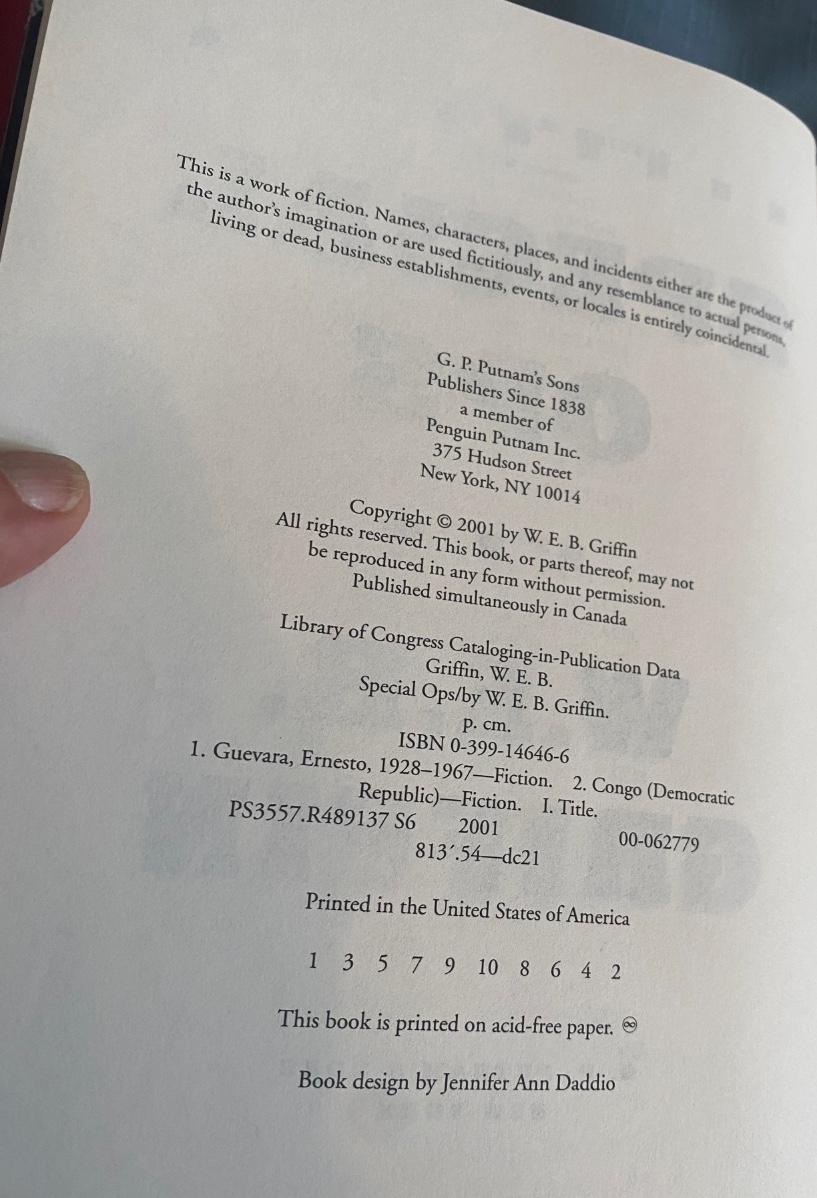 This is a work of fiction. Names, characters, places, and incidents either are the product of
the author's imagination or are used fictitiously, and any resemblance to actual persons,
living or dead, business establishments, events, or locales is entirely coincidental.
G. P. Putnam's Sons
Publishers Since 1838
a member of
Penguin Putnam Inc.
375 Hudson Street
New York, NY 10014
Copyright © 2001 by W. E. B. Griffin
All rights reserved. This book, or parts thereof, may not
be reproduced in any form without permission.
Published simultaneously in Canada
Library of Congress Cataloging-in-Publication Data
Griffin, W. E. B.
Special Ops/by W. E. B. Griffin.
p. cm.
ISBN 0-399-14646-6
1. Guevara, Ernesto, 1928–1967—Fiction. 2. Congo (Democratic
Republic)—Fiction. I. Title.
PS3557.R489137 S6 2001 00-062779
813′.54—dc21
Printed in the United States of America
1 3 5 7 9 10 8 6 4 2
This book is printed on acid-free paper. ♾
Book design by Jennifer Ann Daddio